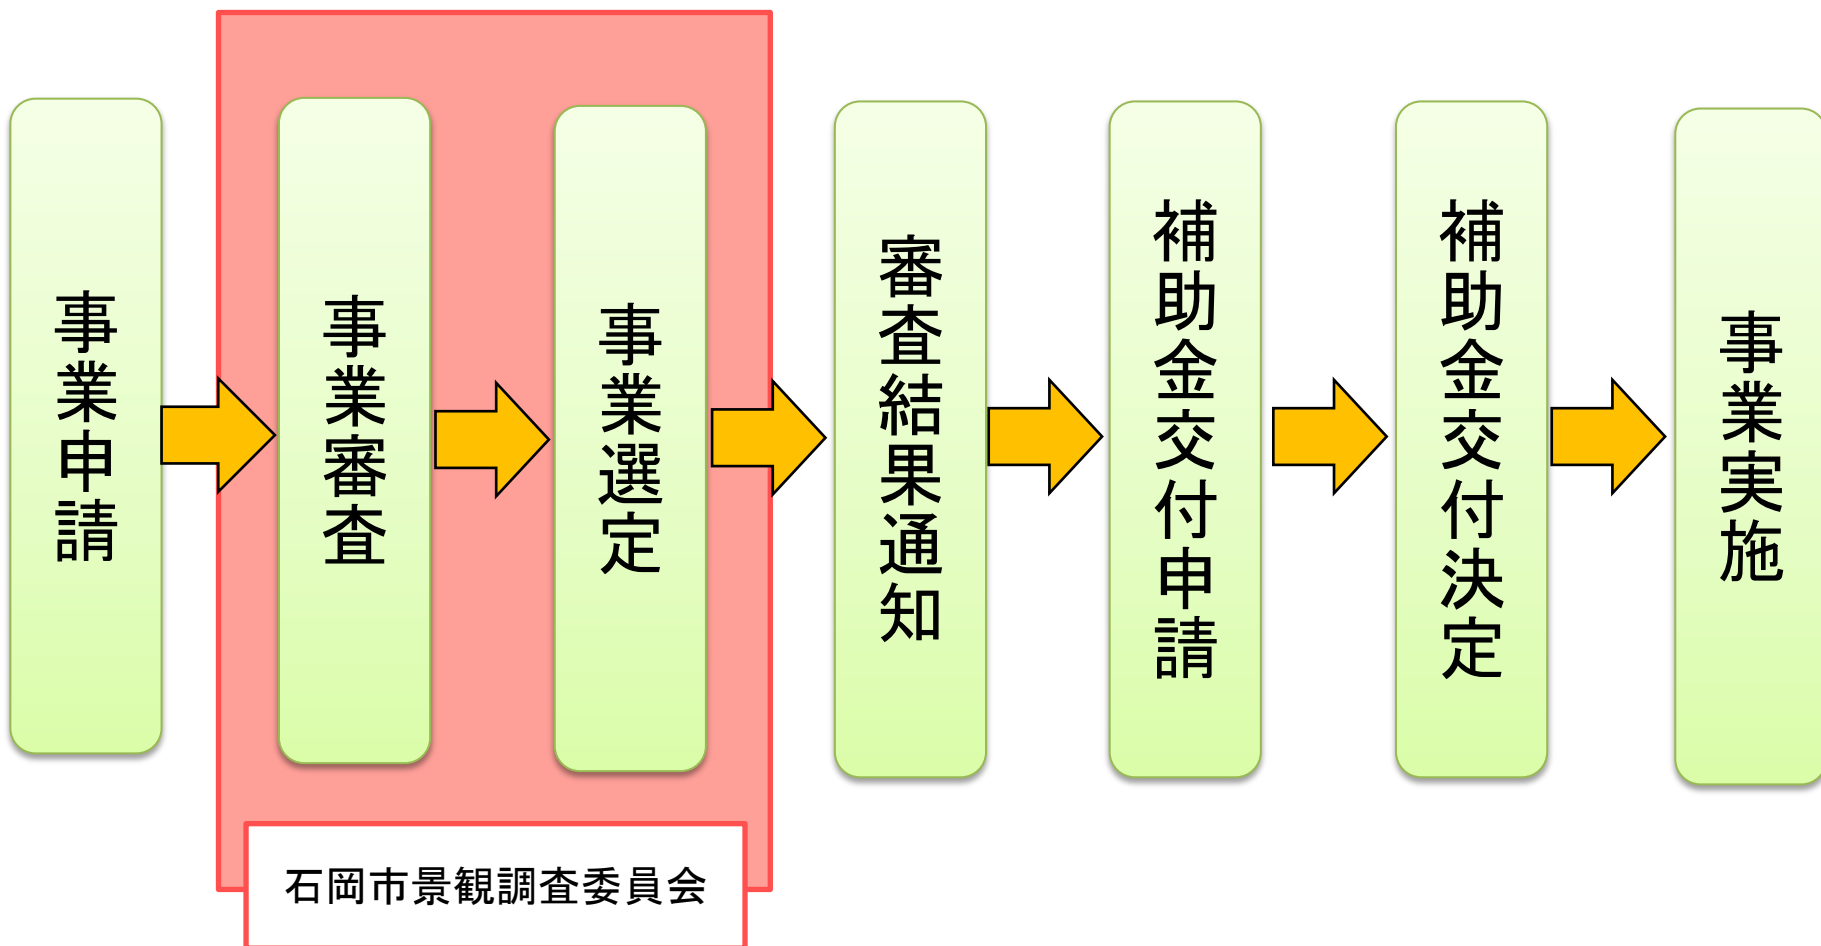 事業申請
事業審査
事業選定
審査結果通知
補助金交付申請
補助金交付決定
事業実施
石岡市景観調査委員会